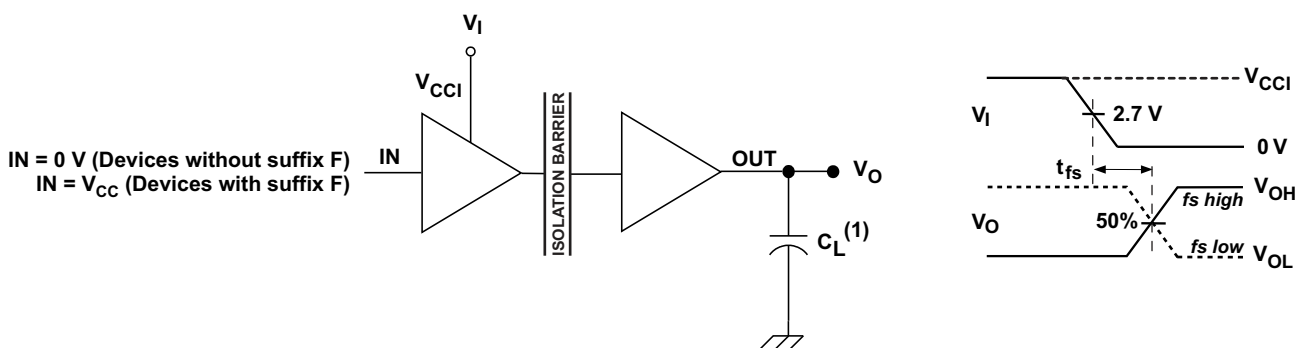 V_I
V_CCI
ISOLATION BARRIER
IN = 0 V (Devices without suffix F)
IN = V_CC (Devices with suffix F)
IN
OUT
V_O
C_L^(1)
V_CCI
V_I
2.7 V
0 V
t_fs
V_OH
fs high
V_O
50%
fs low
V_OL